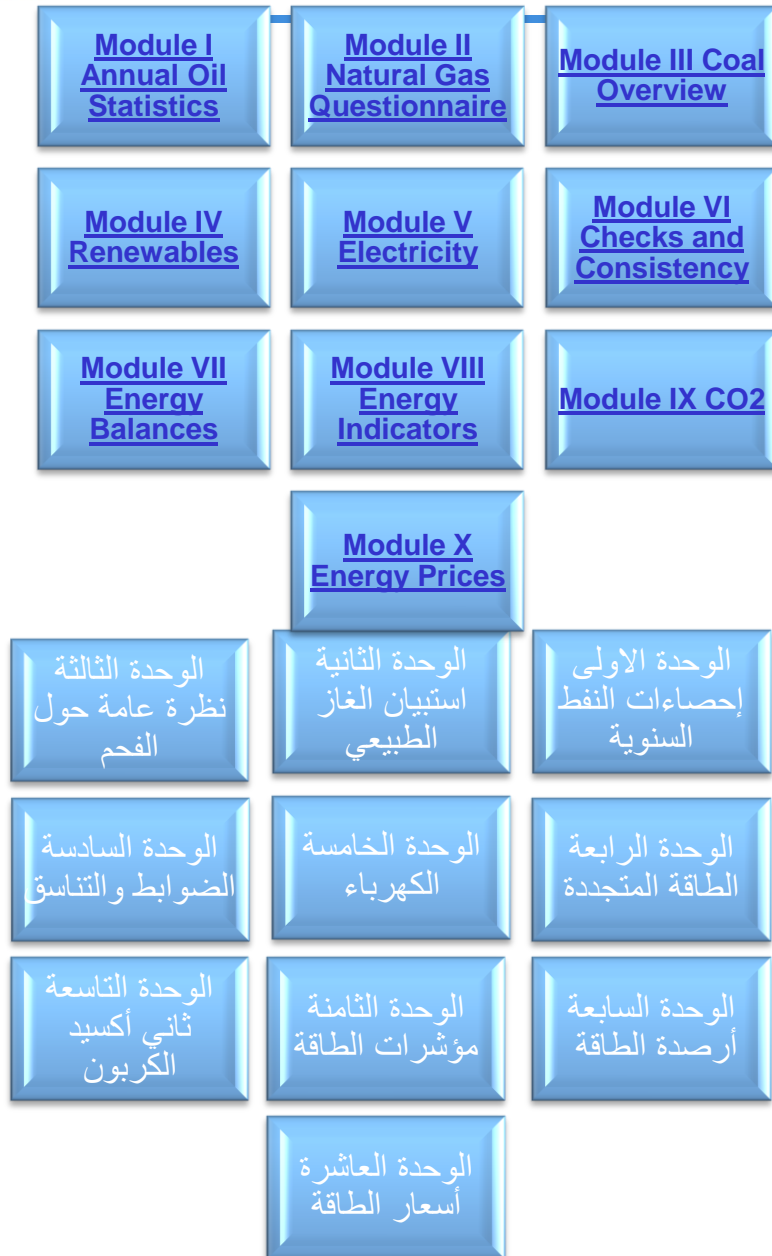 Module I
Annual Oil
Statistics
Module II
Natural Gas
Questionnaire
Module III Coal
Overview
Module IV
Renewables
Module V
Electricity
Module VI
Checks and
Consistency
Module VII
Energy
Balances
Module VIII
Energy
Indicators
Module IX CO2
Module X
Energy Prices
الوحدة الاولى
إحصاءات النفط
السنوية
الوحدة الثانية
استبيان الغاز
الطبيعي
الوحدة الثالثة
نظرة عامة حول
الفحم
الوحدة الرابعة
الطاقة المتجددة
الوحدة الخامسة
الكهرباء
الوحدة السادسة
الضوابط والتناسق
الوحدة السابعة
أرصدة الطاقة
الوحدة الثامنة
مؤشرات الطاقة
الوحدة التاسعة
ثاني أكسيد
الكربون
الوحدة العاشرة
أسعار الطاقة